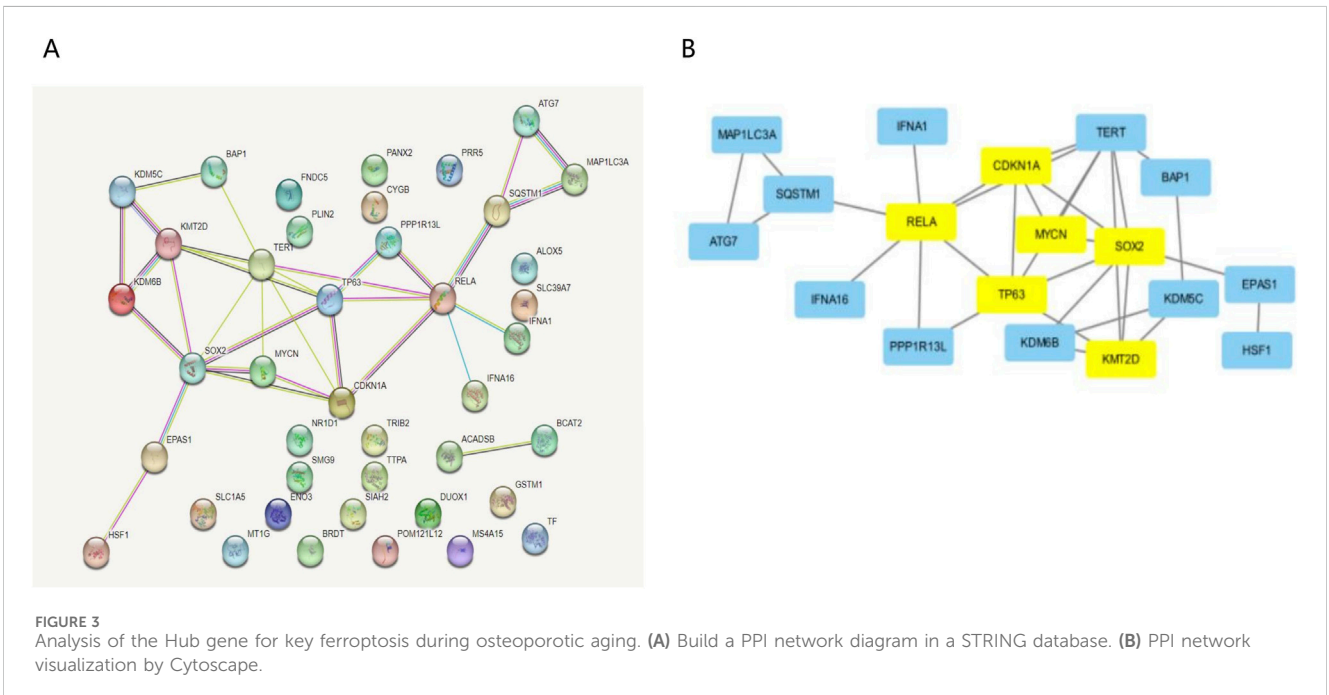 A
B
ATG7
MAP1LC3A
BAP1
PANX2
PRR5
KDM5C
FNDC5
CYGB
SQSTM1
PLIN2
KMT2D
PPP1R13L
TERT
ALOX5
KDM6B
TP63
RELA
SLC39A7
IFNA1
SOX2
MYCN
CDKN1A
IFNA16
NR1D1
TRIB2
ACADSB
BCAT2
EPAS1
SMG9
TTPA
GSTM1
SLC1A5
ENO3
SIAH2
DUOX1
TF
HSF1
MT1G
BRDT
POM121L12
MS4A15
MAP1LC3A
IFNA1
TERT
CDKN1A
BAP1
SQSTM1
RELA
MYCN
SOX2
ATG7
EPAS1
TP63
IFNA16
KDM5C
PPP1R13L
KDM6B
KMT2D
HSF1
FIGURE 3
Analysis of the Hub gene for key ferroptosis during osteoporotic aging. (A) Build a PPI network diagram in a STRING database. (B) PPI network
visualization by Cytoscape.